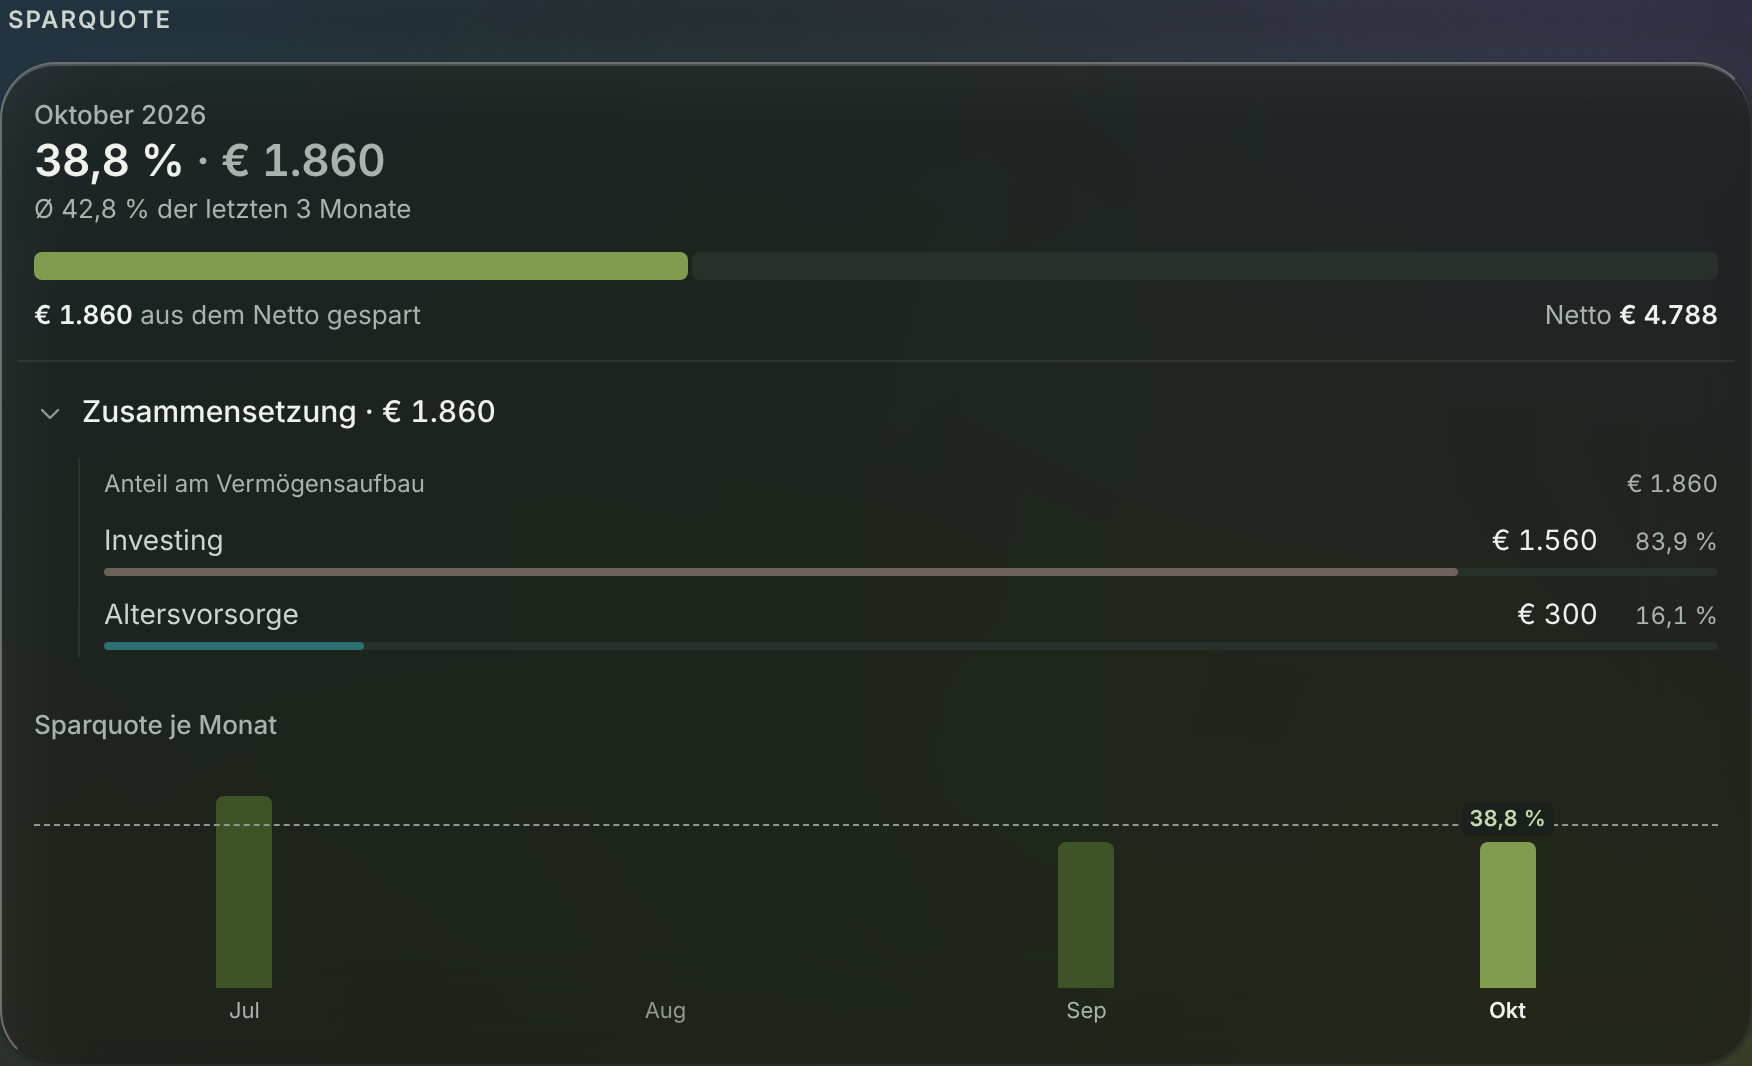 SPARQUOTE
Oktober 2026
38,8 % · € 1.860
Ø 42,8 % der letzten 3 Monate
€ 1.860 aus dem Netto gespart Netto € 4.788
Zusammensetzung · € 1.860
Anteil am Vermögensaufbau € 1.860
Investing € 1.560 83,9 %
Altersvorsorge € 300 16,1 %
Sparquote je Monat
38,8 %
Jul Aug Sep Okt